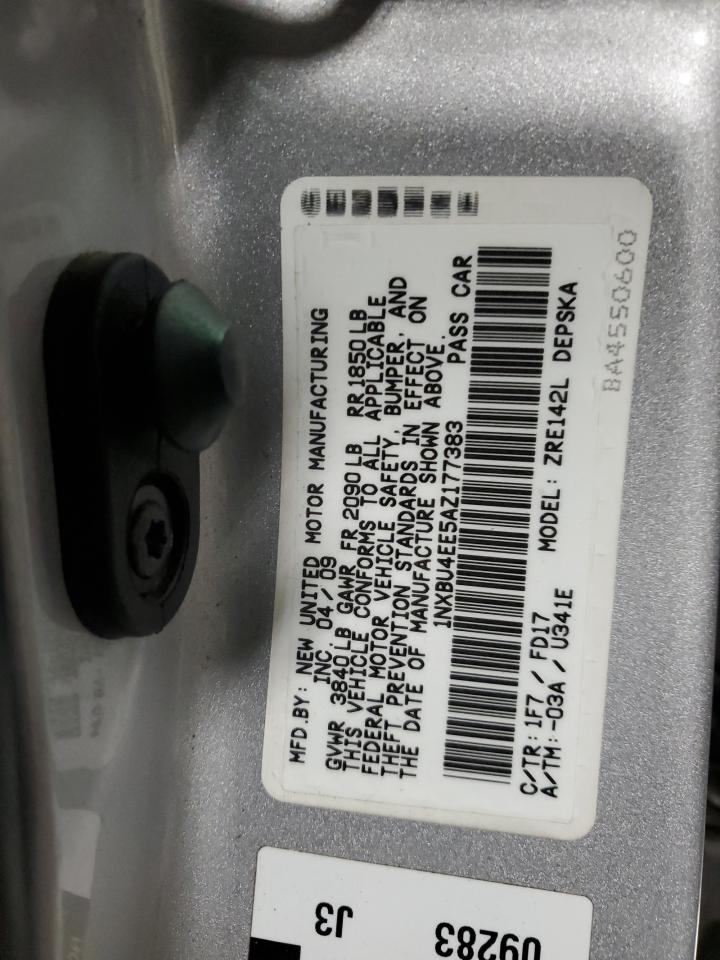 MFD.BY: NEW UNITED MOTOR MANUFACTURING
INC. 04/09
GVWR 3840LB GAWR FR 2090LB RR1850LB
THIS VEHICLE CONFORMS TO ALL APPLICABLE
FEDERAL MOTOR VEHICLE SAFETY, BUMPER, AND
THEFT PREVENTION STANDARDS IN EFFECT ON
THE DATE OF MANUFACTURE SHOWN ABOVE.
1NXBU4EE5AZ177383 PASS CAR
C/TR: 1F7 / FD17 MODEL: ZRE142L DEPSKA
A/TM:-03A / U341E
BA4550600
J3
09283